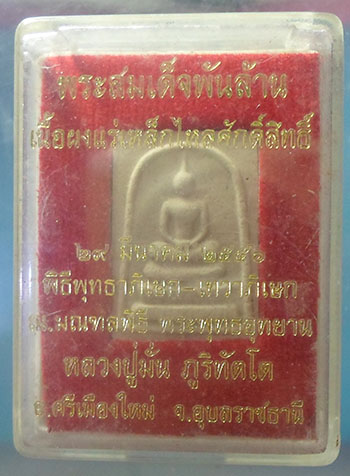 พระสมเด็จพันล้าน
เนื้อผงแร่เหล็กไหลศักดิ์สิทธิ์
๒๙ มีนาคม ๒๕๕๖
พิธีพุทธาภิเษก-เทวาภิเษก
ณ.มณฑลพิธี พระพุทธอุทยาน
หลวงปู่มั่น ภูริทัตโต
อ.ศรีเมืองใหม่ จ.อุบลราชธานี